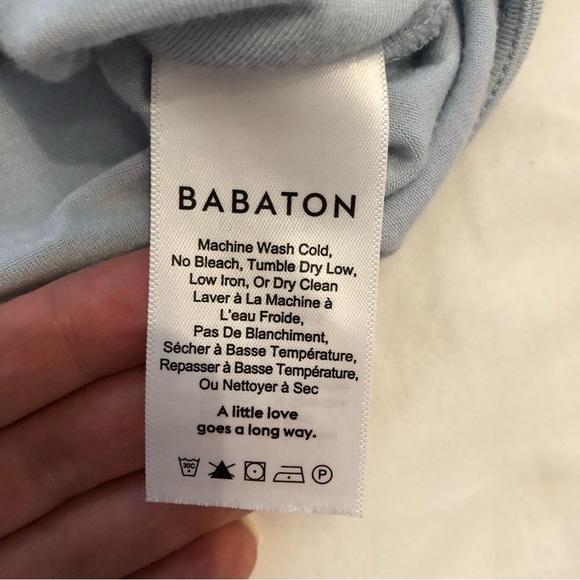 BABATON
Machine Wash Cold,
No Bleach, Tumble Dry Low,
Low Iron, Or Dry Clean
Laver à La Machine à
L'eau Froide,
Pas De Blanchiment,
Sécher à Basse Température,
Repasser à Basse Température,
Ou Nettoyer à Sec
A little love
goes a long way.
30C P